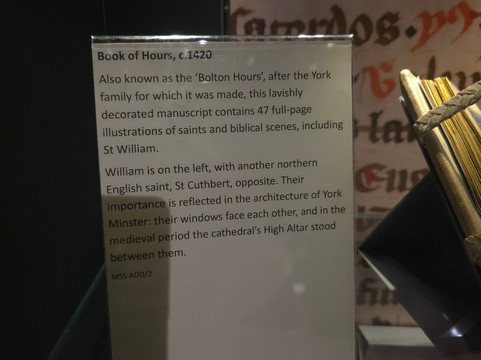 Book of Hours, c.1420
Also known as the 'Bolton Hours', after the York
family for which it was made, this lavishly
decorated manuscript contains 47 full-page
illustrations of saints and biblical scenes, including
St William.
William is on the left, with another northern
English saint, St Cuthbert, opposite. Their
importance is reflected in the architecture of York
Minster: their windows face each other, and in the
medieval period the cathedral's High Altar stood
between them.
MSS ADD/2